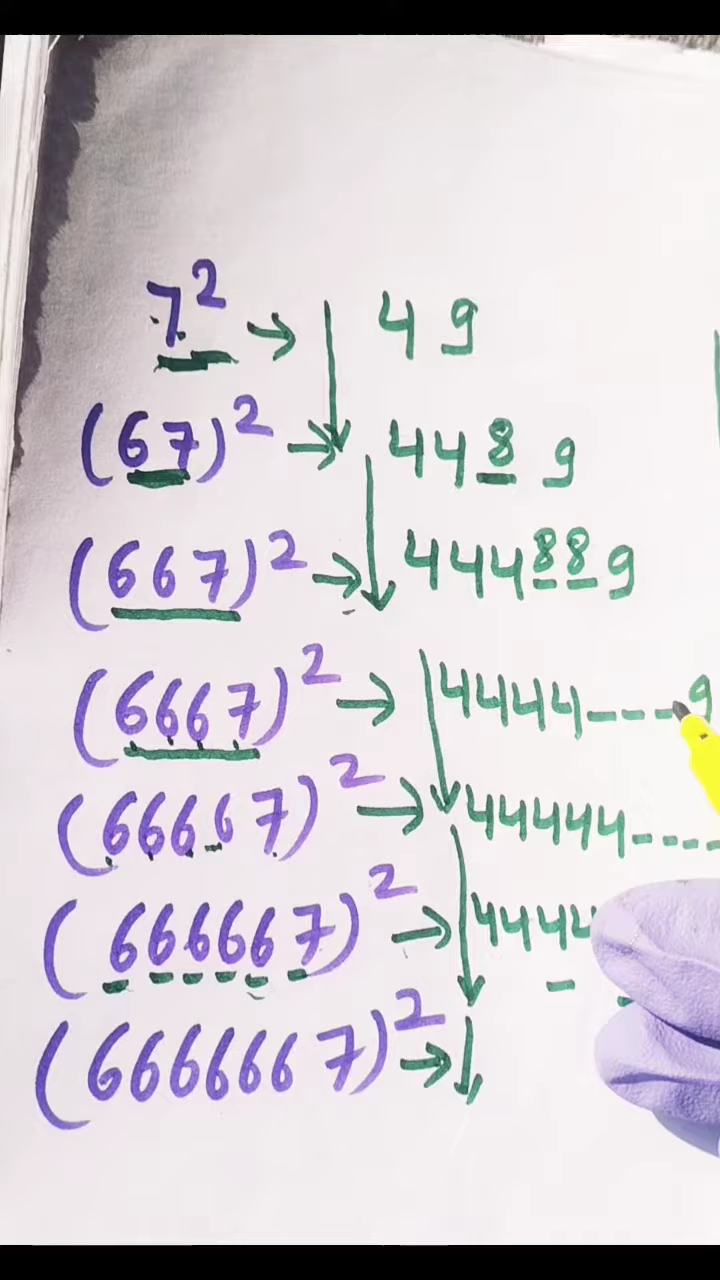 7² → 49
(67)² → 4489
(667)² → 444889
(6667)² → 4444---9
(66667)² → 44444----
(666667)² → 4444
(6666667)² →